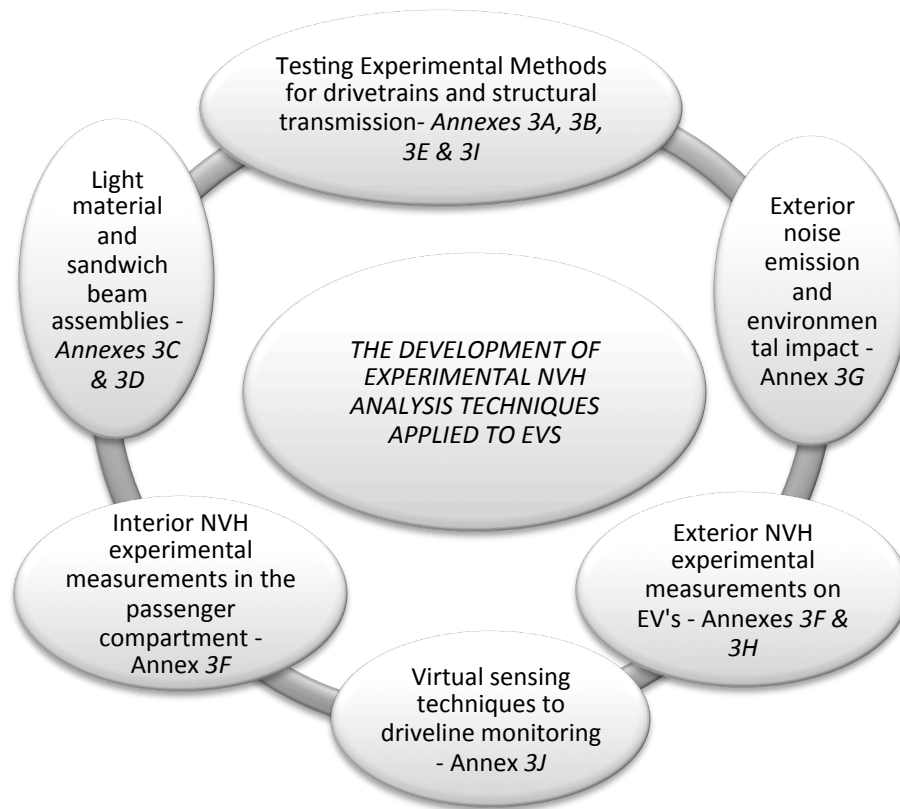 Testing Experimental Methods
for drivetrains and structural
transmission- Annexes 3A, 3B,
3E & 3I
Light
material
and
sandwich
beam
assemblies -
Annexes 3C
& 3D
Exterior
noise
emission
and
environmen
tal impact -
Annex 3G
THE DEVELOPMENT OF
EXPERIMENTAL NVH
ANALYSIS TECHNIQUES
APPLIED TO EVS
Interior NVH
experimental
measurements in the
passenger
compartment -
Annex 3F
Exterior NVH
experimental
measurements on
EV's - Annexes 3F &
3H
Virtual sensing
techniques to
driveline monitoring
- Annex 3J